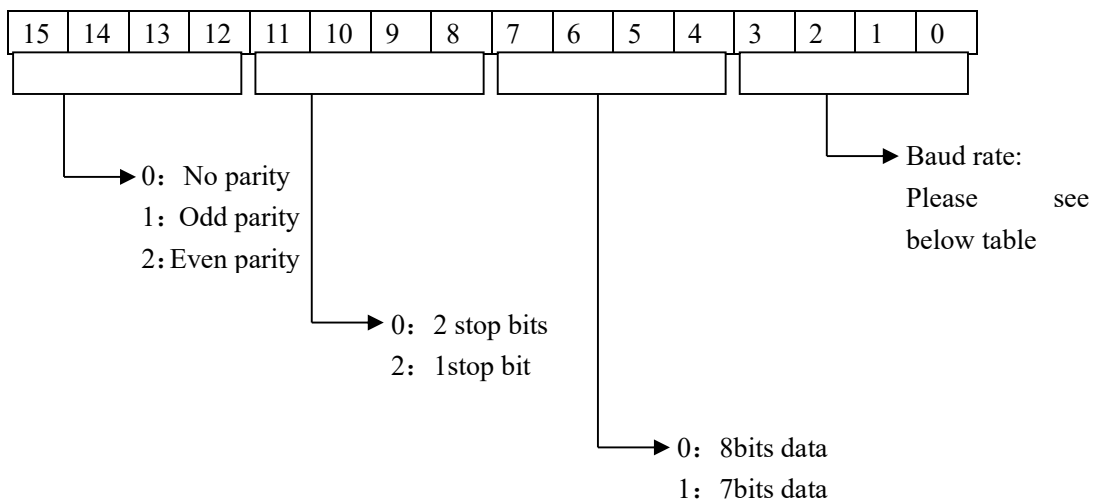 15 14 13 12 11 10 9 8 7 6 5 4 3 2 1 0
0：No parity
1：Odd parity
2：Even parity
0：2 stop bits
2：1stop bit
0：8bits data
1：7bits data
Baud rate:
Please see
below table